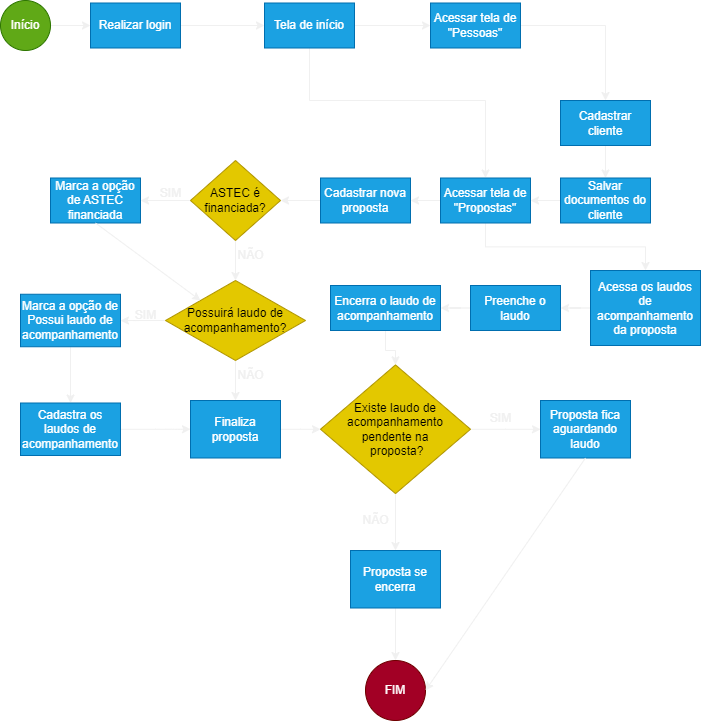 Início
Realizar login
Tela de início
Acessar tela de
"Pessoas"
Cadastrar
cliente
Salvar
documentos do
cliente
Acessar tela de
"Propostas"
Cadastrar nova
proposta
ASTEC é
financiada?
SIM
Marca a opção
de ASTEC
financiada
NÃO
Possuirá laudo de
acompanhamento?
SIM
Marca a opção de
Possui laudo de
acompanhamento
NÃO
Cadastra os
laudos de
acompanhamento
Finaliza
proposta
Acessa os laudos
de
acompanhamento
da proposta
Preenche o
laudo
Encerra o laudo de
acompanhamento
Existe laudo de
acompanhamento
pendente na
proposta?
SIM
Proposta fica
aguardando
laudo
NÃO
Proposta se
encerra
FIM